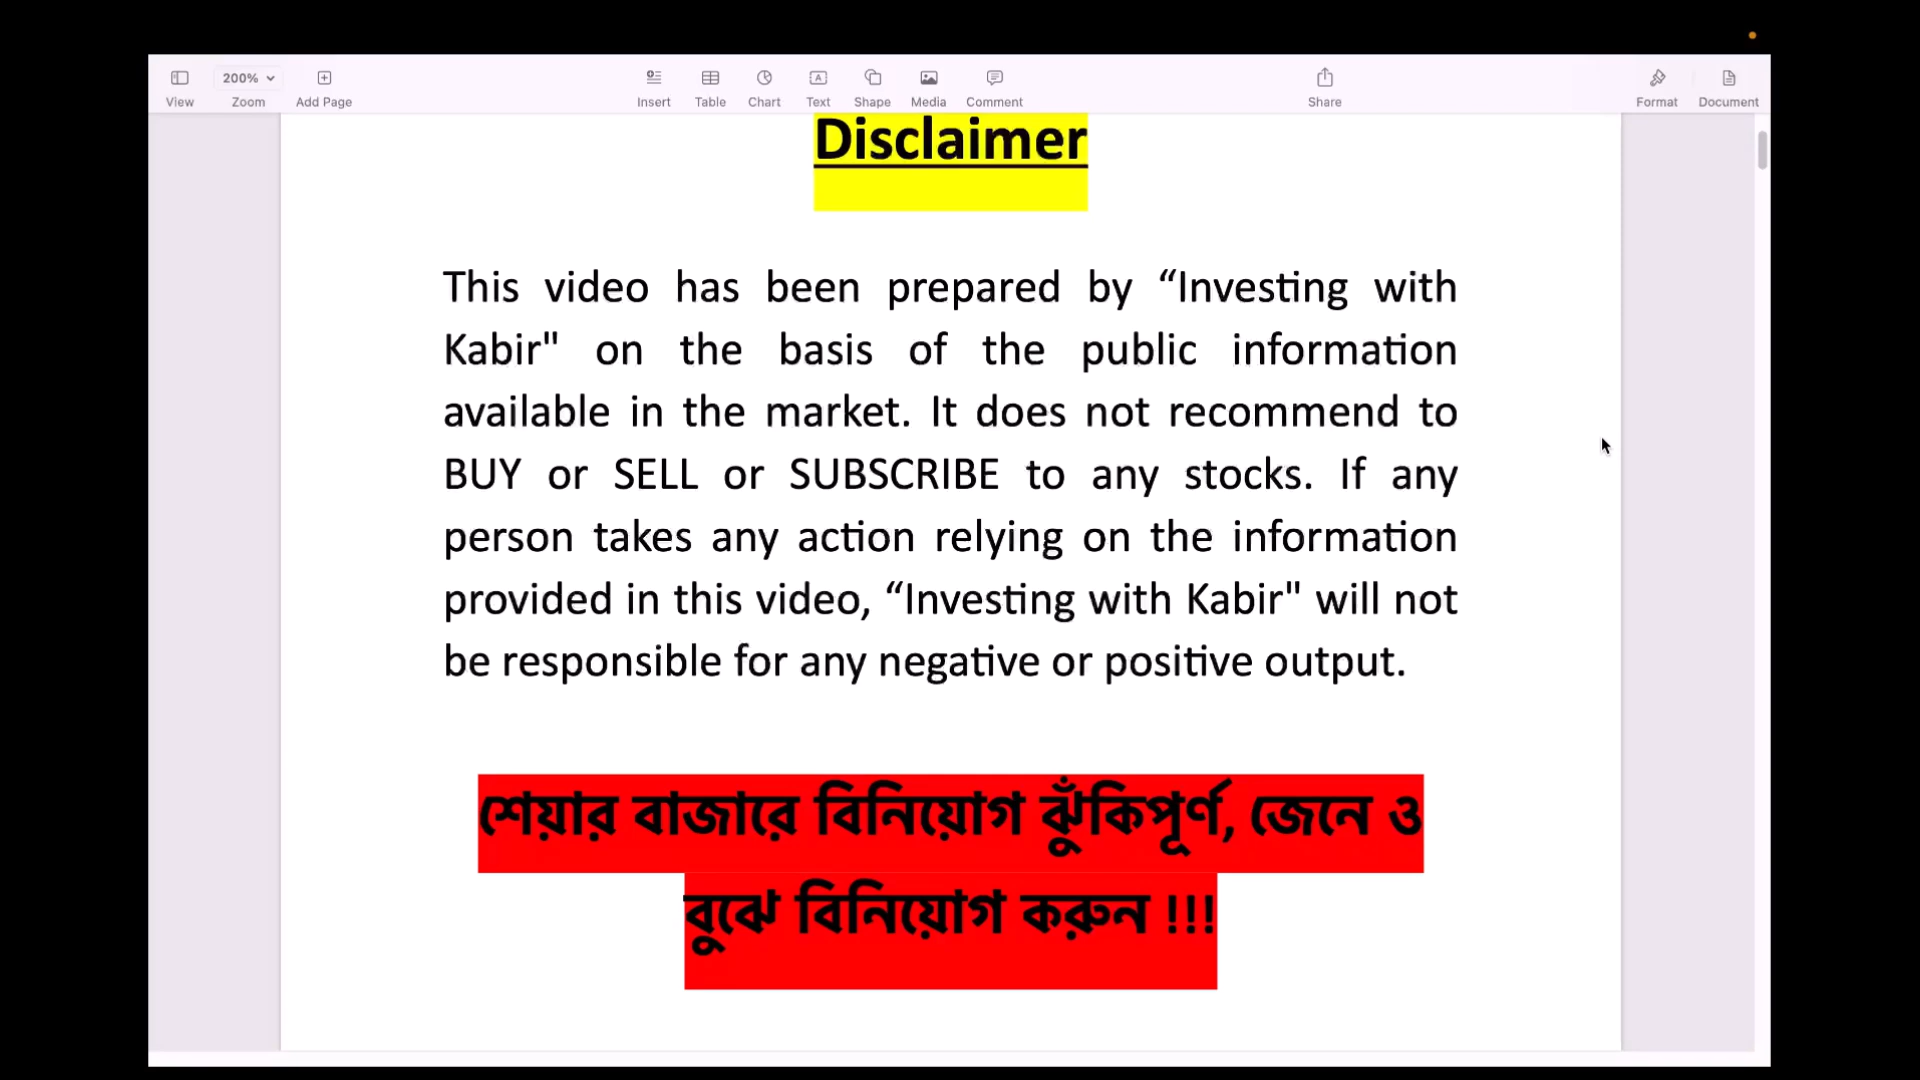 200%
View
Zoom
Add Page
Insert
Table
Chart
Text
Shape
Media
Comment
Share
Format
Document
Disclaimer
This video has been prepared by “Investing with
Kabir" on the basis of the public information
available in the market. It does not recommend to
BUY or SELL or SUBSCRIBE to any stocks. If any
person takes any action relying on the information
provided in this video, “Investing with Kabir" will not
be responsible for any negative or positive output.
শেয়ার বাজারে বিনিয়োগ ঝুঁকিপূর্ণ, জেনে ও
বুঝে বিনিয়োগ করুন !!!